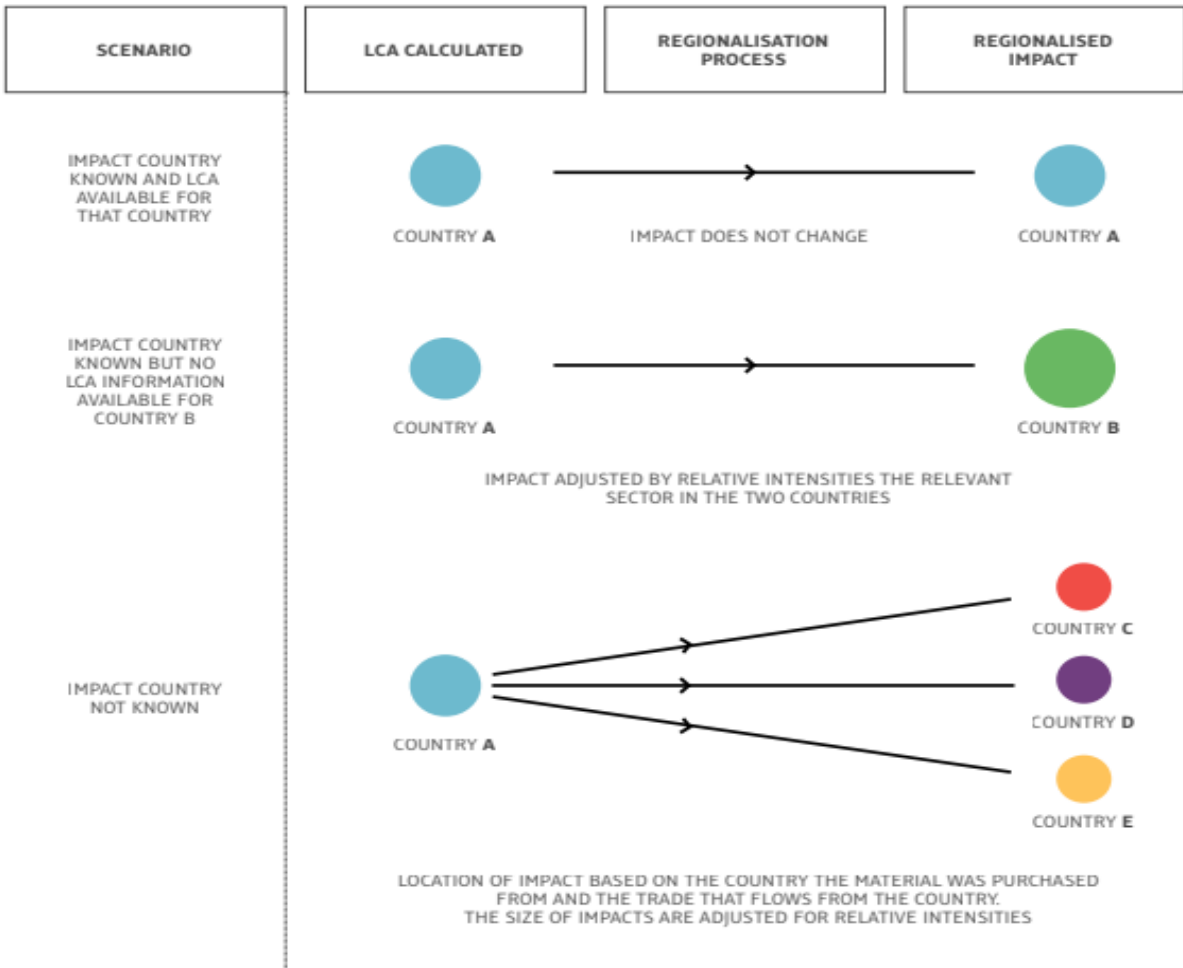 SCENARIO
LCA CALCULATED
REGIONALISATION
PROCESS
REGIONALISED
IMPACT
IMPACT COUNTRY
KNOWN AND LCA
AVAILABLE FOR
THAT COUNTRY
COUNTRY A
IMPACT DOES NOT CHANGE
COUNTRY A
IMPACT COUNTRY
KNOWN BUT NO
LCA INFORMATION
AVAILABLE FOR
COUNTRY B
COUNTRY A
COUNTRY B
IMPACT ADJUSTED BY RELATIVE INTENSITIES THE RELEVANT
SECTOR IN THE TWO COUNTRIES
IMPACT COUNTRY
NOT KNOWN
COUNTRY A
COUNTRY C
COUNTRY D
COUNTRY E
LOCATION OF IMPACT BASED ON THE COUNTRY THE MATERIAL WAS PURCHASED
FROM AND THE TRADE THAT FLOWS FROM THE COUNTRY.
THE SIZE OF IMPACTS ARE ADJUSTED FOR RELATIVE INTENSITIES